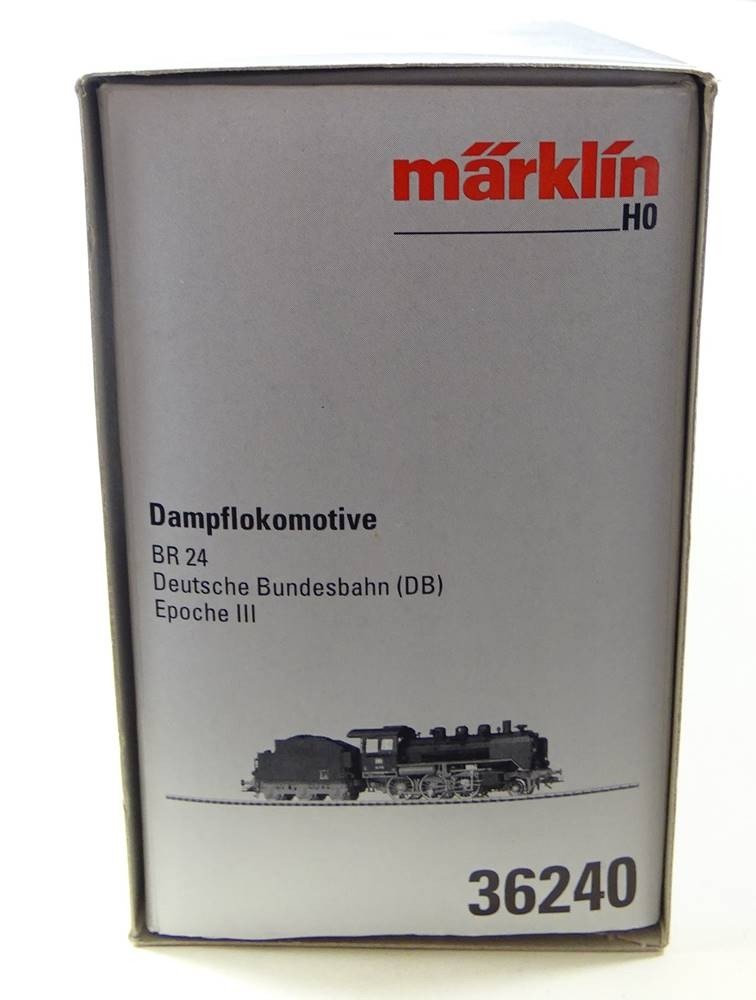 märklin
H0
Dampflokomotive
BR 24
Deutsche Bundesbahn (DB)
Epoche III
36240